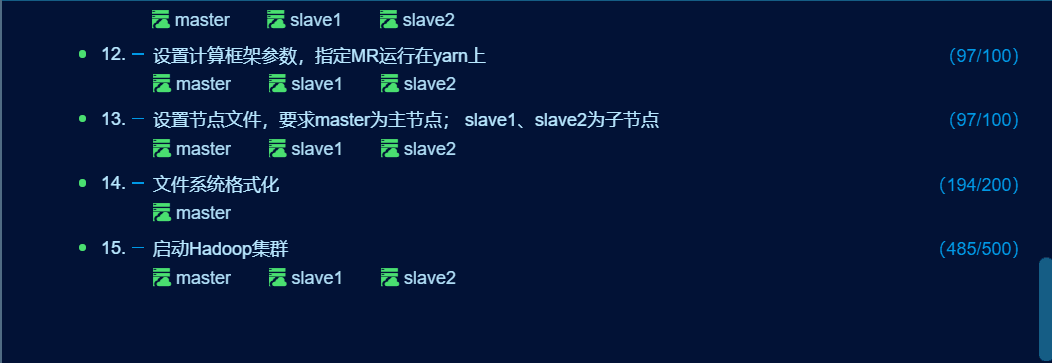 master slave1 slave2
12. 设置计算框架参数，指定MR运行在yarn上 (97/100)
master slave1 slave2
13. 设置节点文件，要求master为主节点； slave1、slave2为子节点 (97/100)
master slave1 slave2
14. 文件系统格式化 (194/200)
master
15. 启动Hadoop集群 (485/500)
master slave1 slave2